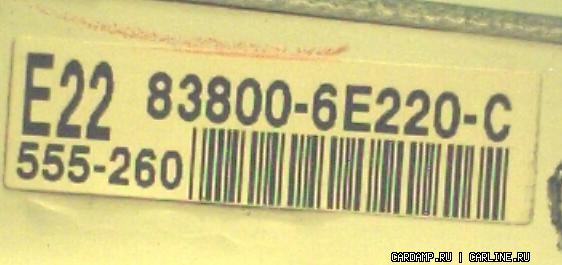 E22 83800-6E220-C
555-260
CARDAMP.RU | CARLINE.RU